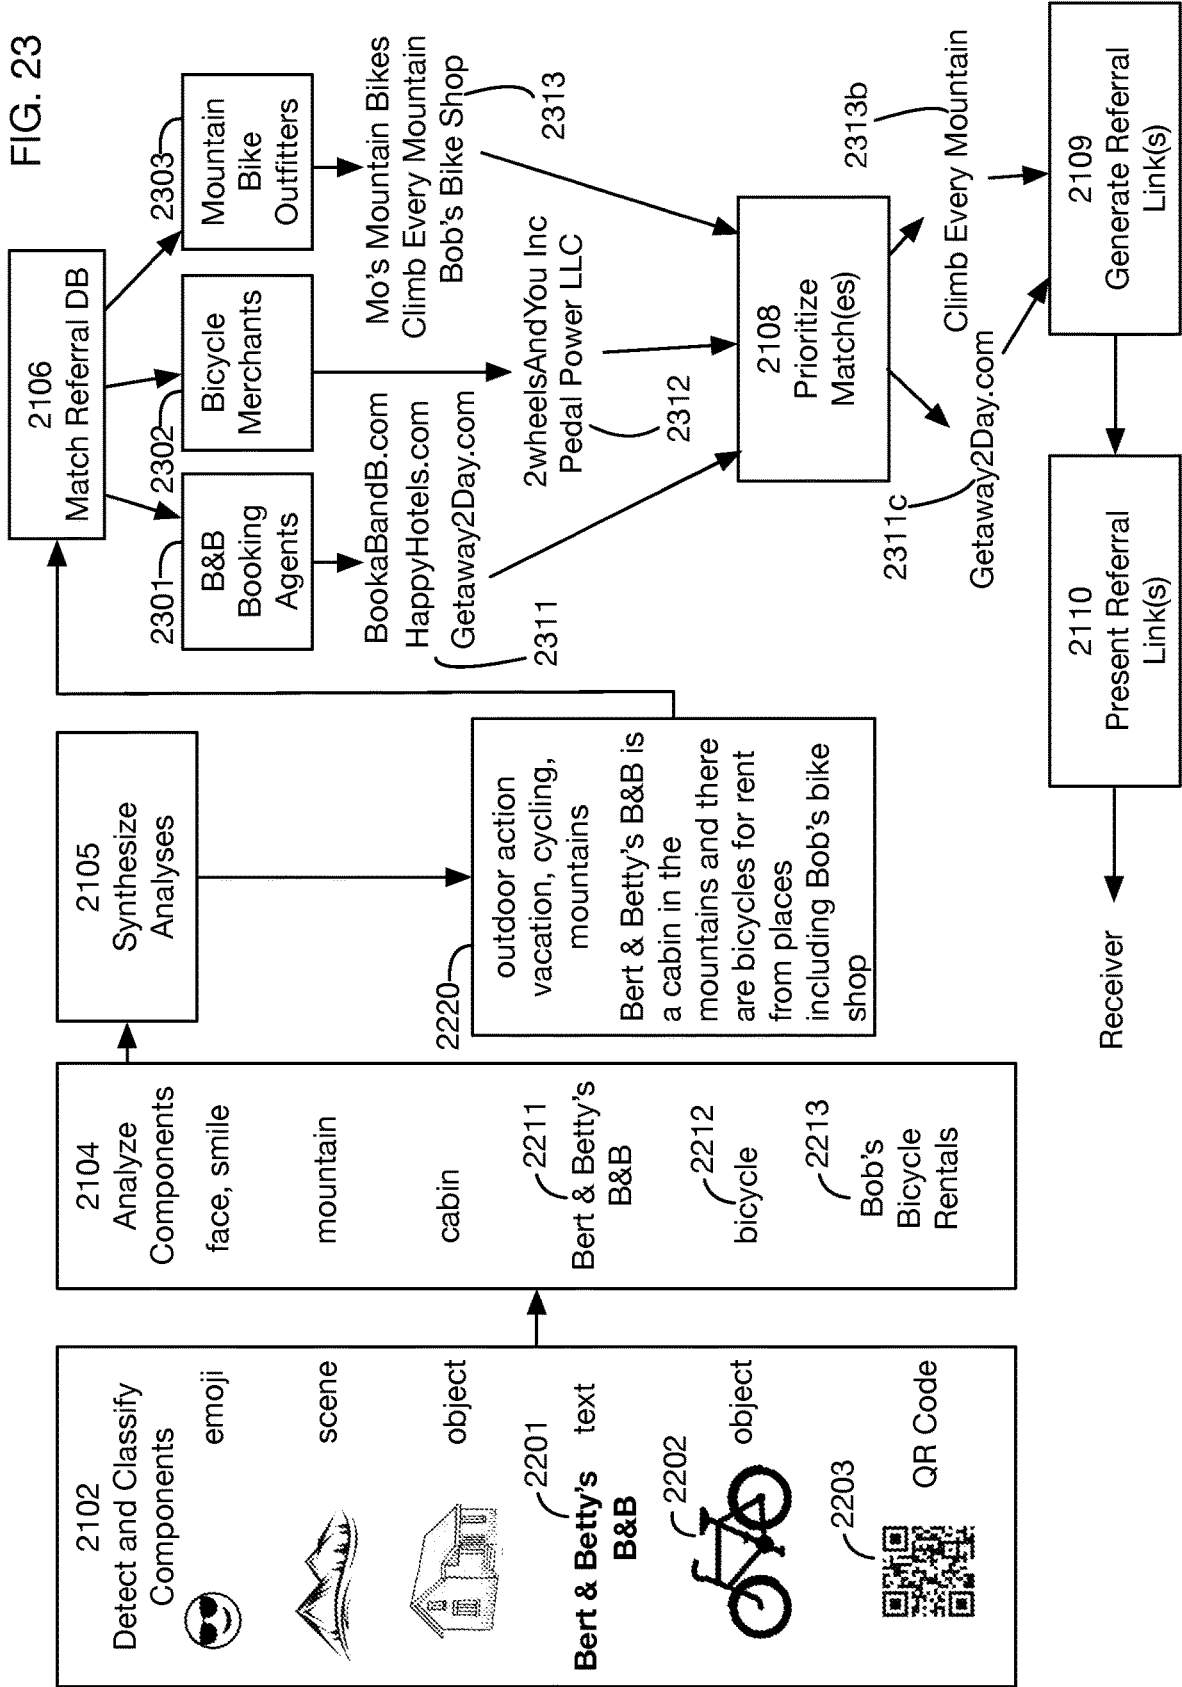 FIG. 23
2102
Detect and Classify
Components
emoji
scene
object
2201
Bert & Betty's
B&B
text
2202
object
2203
QR Code
2104
Analyze
Components
face, smile
mountain
cabin
2211
Bert & Betty's
B&B
2212
bicycle
2213
Bob's
Bicycle
Rentals
2105
Synthesize
Analyses
2220
outdoor action
vacation, cycling,
mountains
Bert & Betty's B&B is
a cabin in the
mountains and there
are bicycles for rent
from places
including Bob's bike
shop
2106
Match Referral DB
2301
B&B
Booking
Agents
2302
Bicycle
Merchants
2303
Mountain
Bike
Outfitters
BookaBandB.com
HappyHotels.com
Getaway2Day.com
2311
2wheelsAndYou Inc
Pedal Power LLC
2312
Mo's Mountain Bikes
Climb Every Mountain
Bob's Bike Shop
2313
2108
Prioritize
Match(es)
2311c
Getaway2Day.com
2313b
Climb Every Mountain
2109
Generate Referral
Link(s)
2110
Present Referral
Link(s)
Receiver